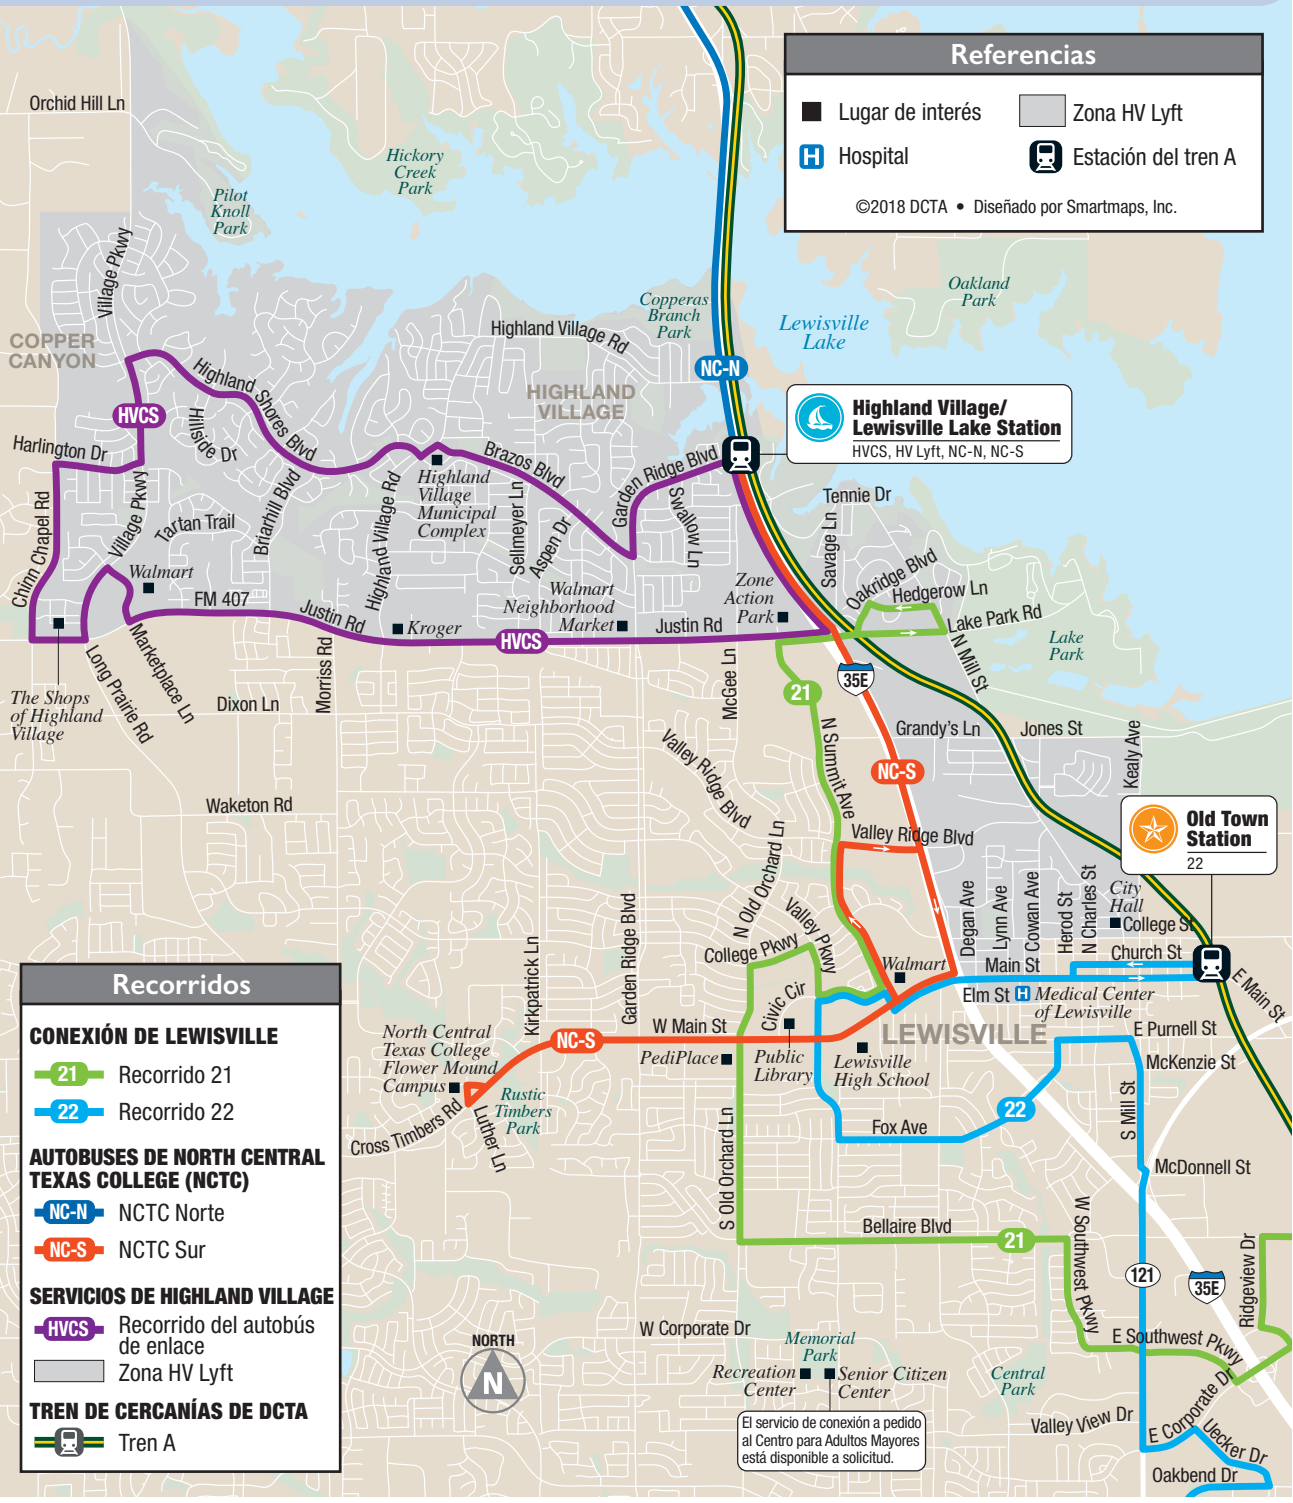 Referencias
Lugar de interés
Zona HV Lyft
Hospital
Estación del tren A
©2018 DCTA • Diseñado por Smartmaps, Inc.
Orchid Hill Ln
Hickory
Creek
Park
Pilot
Knoll
Park
Village Pkwy
Oakland
Park
Copperas
Branch
Park
Lewisville
Lake
COPPER
CANYON
Highland Village Rd
HIGHLAND
VILLAGE
NC-N
Highland Village/
Lewisville Lake Station
HVCS, HV Lyft, NC-N, NC-S
HVCS
Highland Shores Blvd
Hillside Dr
Harlington Dr
Brazos Blvd
Garden Ridge Blvd
Highland
Village
Municipal
Complex
Chinn Chapel Rd
Village Pkwy
Tartan Trail
Briarhill Blvd
Highland Village Rd
Sellmeyer Ln
Aspen Dr
Swallow Ln
Tennie Dr
Savage Ln
Oakridge Blvd
Hedgerow Ln
Lake Park Rd
N Mill St
Lake
Park
Walmart
FM 407
Justin Rd
Kroger
HVCS
Walmart
Neighborhood
Market
Justin Rd
Zone
Action
Park
The Shops
of Highland
Village
Long Prairie Rd
Marketplace Ln
Dixon Ln
Morriss Rd
McGee Ln
21
35E
Grandy's Ln
Jones St
Kealy Ave
Valley Ridge Blvd
N Summit Ave
NC-S
Waketon Rd
Valley Ridge Blvd
Old Town
Station
22
N Old Orchard Ln
Valley Pkwy
College Pkwy
Degan Ave
Lynn Ave
Cowan Ave
Herod St
N Charles St
City
Hall
College St
Church St
Main St
Walmart
Elm St
H
Medical Center
of Lewisville
E Main St
Kirkpatrick Ln
Garden Ridge Blvd
Civic Cir
W Main St
NC-S
LEWISVILLE
E Purnell St
McKenzie St
North Central
Texas College
Flower Mound
Campus
PediPlace
Public
Library
Lewisville
High School
Rustic
Timbers
Park
Cross Timbers Rd
Luther Ln
S Old Orchard Ln
Fox Ave
22
S Mill St
McDonnell St
Bellaire Blvd
21
W Southwest Pkwy
121
35E
Ridgeview Dr
W Corporate Dr
E Southwest Pkwy
Memorial
Park
Recreation
Center
Senior Citizen
Center
Central
Park
El servicio de conexión a pedido
al Centro para Adultos Mayores
está disponible a solicitud.
Valley View Dr
E Corporate Dr
Uecker Dr
Oakbend Dr
NORTH
N
Recorridos
CONEXIÓN DE LEWISVILLE
21 Recorrido 21
22 Recorrido 22
AUTOBUSES DE NORTH CENTRAL
TEXAS COLLEGE (NCTC)
NC-N NCTC Norte
NC-S NCTC Sur
SERVICIOS DE HIGHLAND VILLAGE
HVCS Recorrido del autobús
de enlace
Zona HV Lyft
TREN DE CERCANÍAS DE DCTA
Tren A